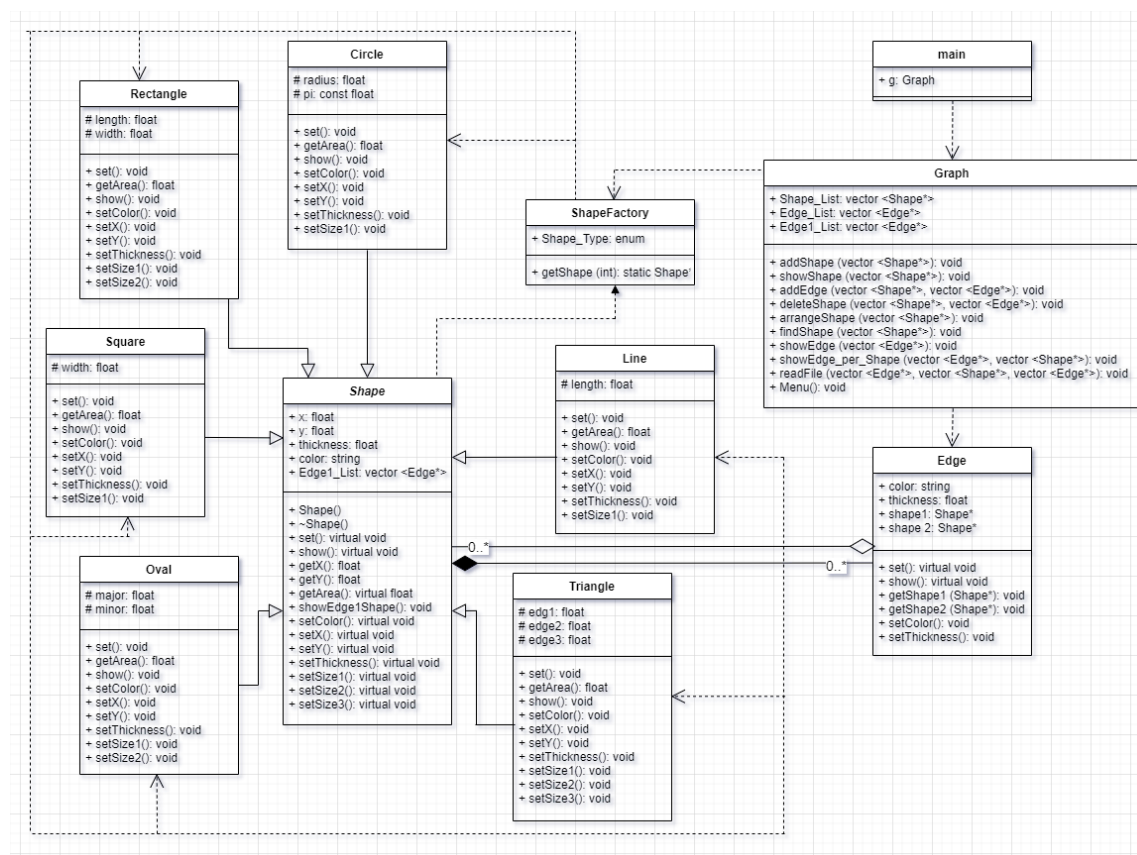 Circle
# radius: float
# pi: const float
+ set(): void
+ getArea(): float
+ show(): void
+ setColor(): void
+ setX(): void
+ setY(): void
+ setThickness(): void
+ setSize1(): void
main
+ g: Graph
Rectangle
# length: float
# width: float
+ set(): void
+ getArea(): float
+ show(): void
+ setColor(): void
+ setX(): void
+ setY(): void
+ setThickness(): void
+ setSize1(): void
+ setSize2(): void
ShapeFactory
+ Shape_Type: enum
+ getShape (int): static Shape*
Graph
+ Shape_List: vector <Shape*>
+ Edge_List: vector <Edge*>
+ Edge1_List: vector <Edge*>
+ addShape (vector <Shape*>): void
+ showShape (vector <Shape*>): void
+ addEdge (vector <Shape*>, vector <Edge*>): void
+ deleteShape (vector <Shape*>, vector <Edge*>): void
+ arrangeShape (vector <Shape*>): void
+ findShape (vector <Shape*>): void
+ showEdge (vector <Edge*>): void
+ showEdge_per_Shape (vector <Edge*>, vector <Shape*>): void
+ readFile (vector <Edge*>, vector <Shape*>, vector <Edge*>): void
+ Menu(): void
Square
# width: float
+ set(): void
+ getArea(): float
+ show(): void
+ setColor(): void
+ setX(): void
+ setY(): void
+ setThickness(): void
+ setSize1(): void
Shape
+ x: float
+ y: float
+ thickness: float
+ color: string
+ Edge1_List: vector <Edge*>
+ Shape()
+ ~Shape()
+ set(): virtual void
+ show(): virtual void
+ getX(): float
+ getY(): float
+ getArea(): virtual float
+ showEdge1Shape(): void
+ setColor(): virtual void
+ setX(): virtual void
+ setY(): virtual void
+ setThickness(): virtual void
+ setSize1(): virtual void
+ setSize2(): virtual void
+ setSize3(): virtual void
Line
# length: float
+ set(): void
+ getArea(): float
+ show(): void
+ setColor(): void
+ setX(): void
+ setY(): void
+ setThickness(): void
+ setSize1(): void
Edge
+ color: string
+ thickness: float
+ shape1: Shape*
+ shape 2: Shape*
+ set(): virtual void
+ show(): virtual void
+ getShape1 (Shape*): void
+ getShape2 (Shape*): void
+ setColor(): void
+ setThickness(): void
0..*
0..*
Oval
# major: float
# minor: float
+ set(): void
+ getArea(): float
+ show(): void
+ setColor(): void
+ setX(): void
+ setY(): void
+ setThickness(): void
+ setSize1(): void
+ setSize2(): void
Triangle
# edg1: float
# edge2: float
# edge3: float
+ set(): void
+ getArea(): float
+ show(): void
+ setColor(): void
+ setX(): void
+ setY(): void
+ setThickness(): void
+ setSize1(): void
+ setSize2(): void
+ setSize3(): void